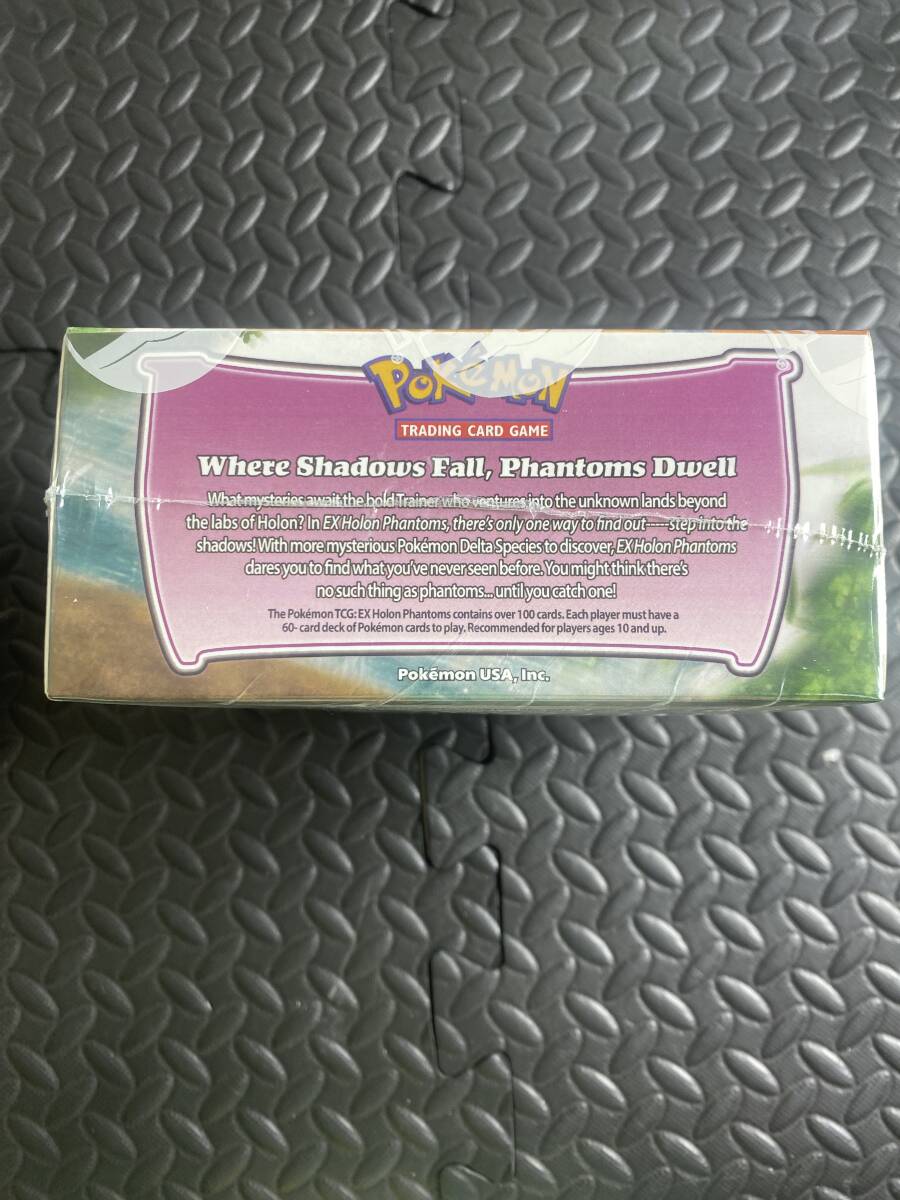 POKéMON
TRADING CARD GAME
Where Shadows Fall, Phantoms Dwell
What mysteries await the bold Trainer who ventures into the unknown lands beyond
the labs of Holon? In EX Holon Phantoms, there's only one way to find out-----step into the
shadows! With more mysterious Pokémon Delta Species to discover, EX Holon Phantoms
dares you to find what you've never seen before. You might think there's
no such thing as phantoms... until you catch one!
The Pokémon TCG: EX Holon Phantoms contains over 100 cards. Each player must have a
60- card deck of Pokémon cards to play. Recommended for players ages 10 and up.
Pokémon USA, Inc.